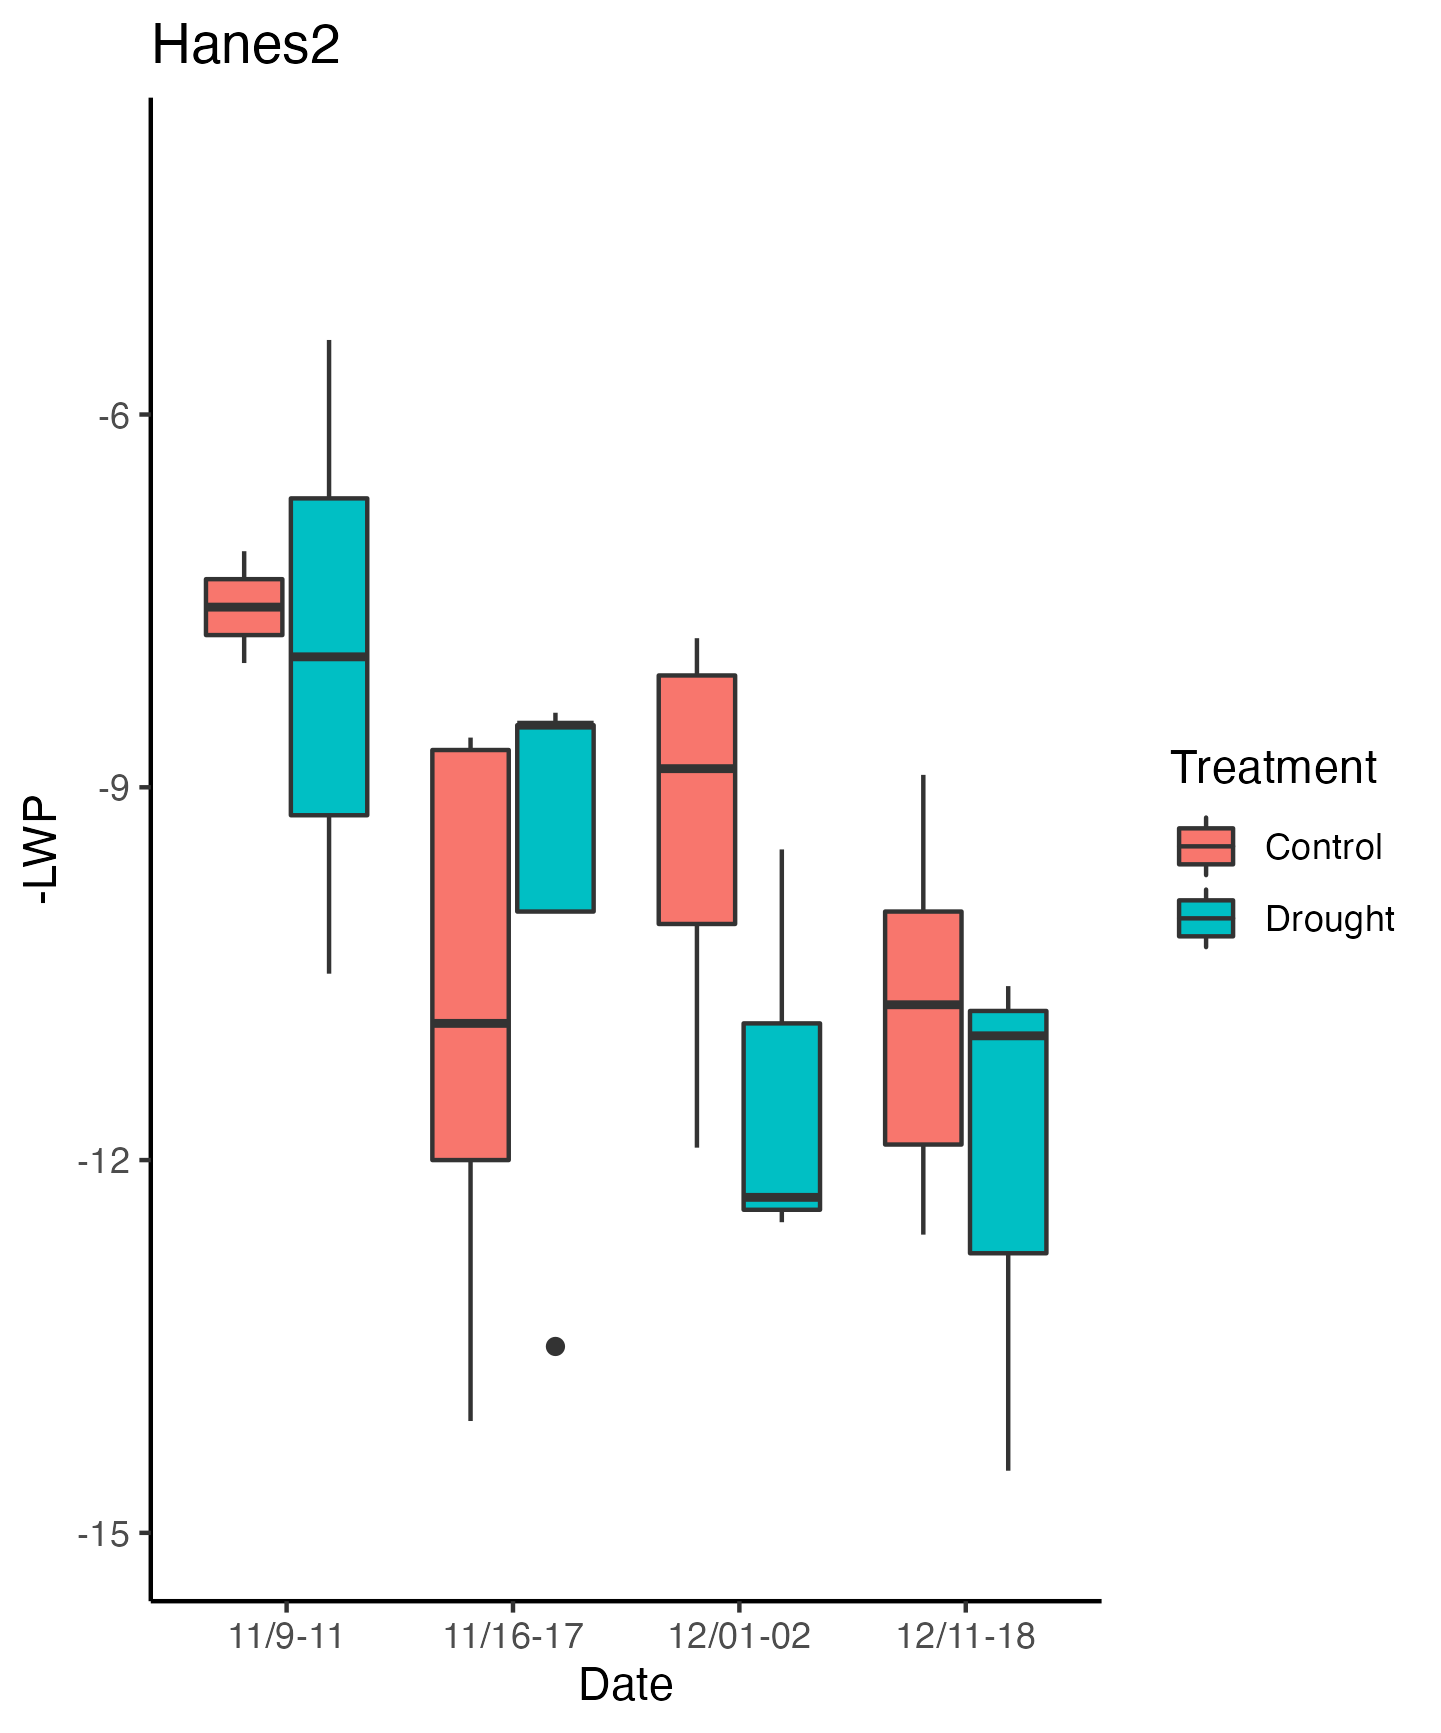 Hanes2
-6
-9
-12
-15
-LWP
11/9-11
11/16-17
12/01-02
12/11-18
Date
Treatment
Control
Drought